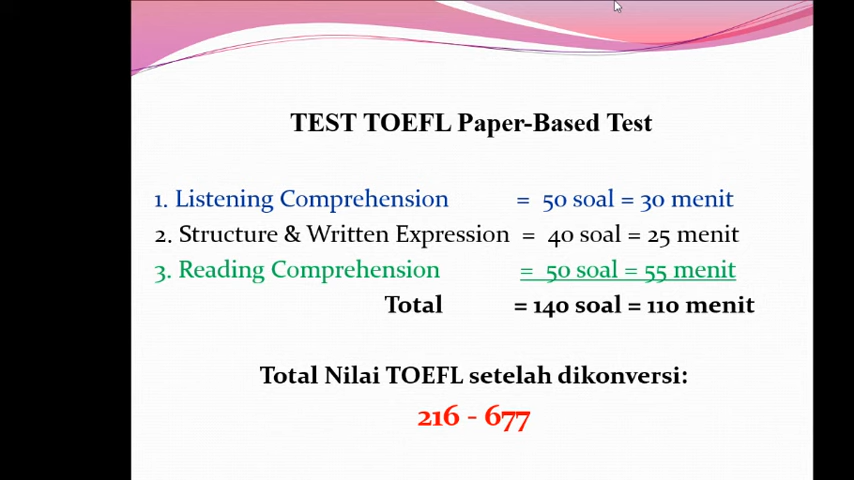 TEST TOEFL Paper-Based Test
1. Listening Comprehension = 50 soal = 30 menit
2. Structure & Written Expression = 40 soal = 25 menit
3. Reading Comprehension = 50 soal = 55 menit
Total = 140 soal = 110 menit
Total Nilai TOEFL setelah dikonversi:
216 - 677